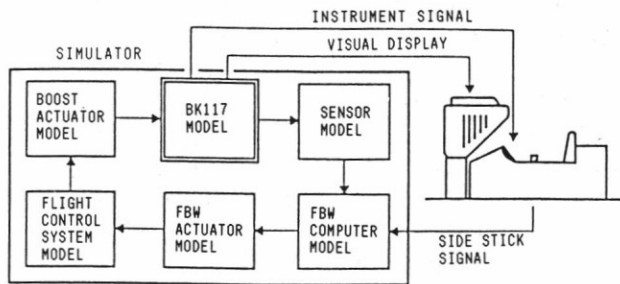 INSTRUMENT SIGNAL
VISUAL DISPLAY
SIMULATOR
BOOST
ACTUATOR
MODEL
BK117
MODEL
SENSOR
MODEL
FLIGHT
CONTROL
SYSTEM
MODEL
FBW
ACTUATOR
MODEL
FBW
COMPUTER
MODEL
SIDE STICK
SIGNAL